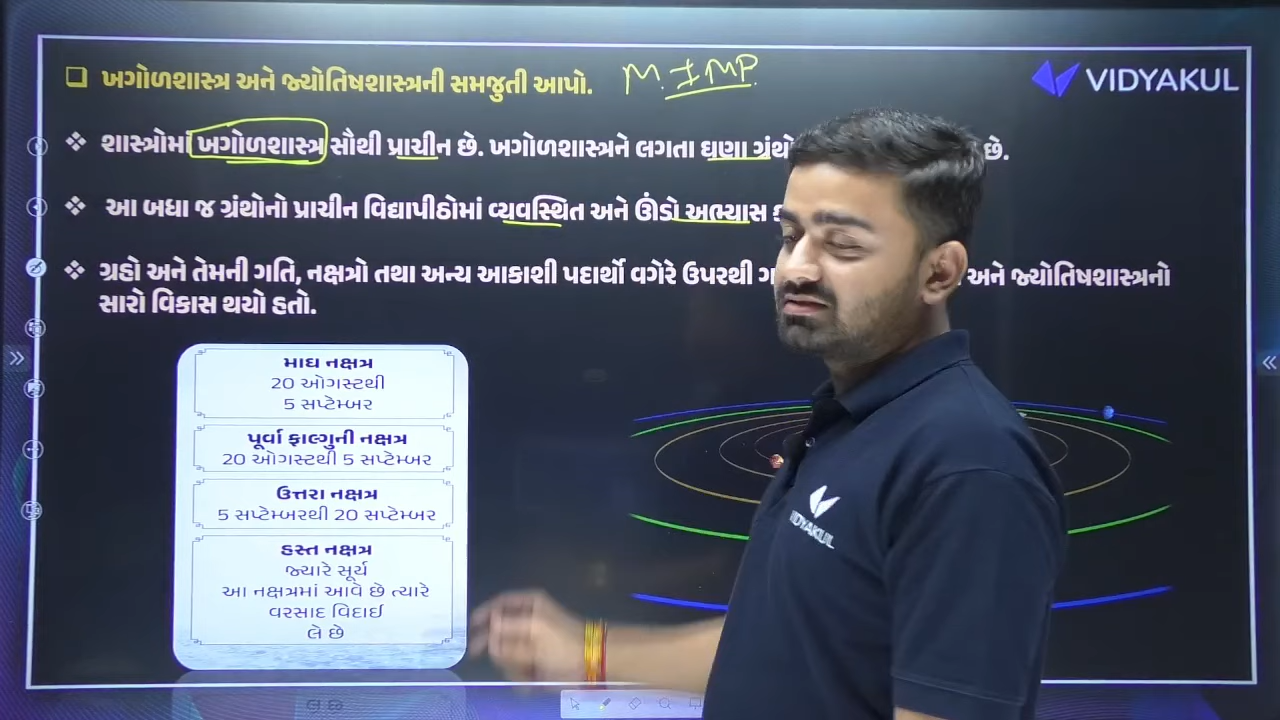 ખગોળશાસ્ત્ર અને જ્યોતિષશાસ્ત્રની સમજુતી આપો. M. IMP.
VIDYAKUL
શાસ્ત્રોમાં ખગોળશાસ્ત્ર સૌથી પ્રાચીન છે. ખગોળશાસ્ત્રને લગતા ઘણા ગ્રંથો છે.
આ બધા જ ગ્રંથોનો પ્રાચીન વિદ્યાપીઠોમાં વ્યવસ્થિત અને ઊંડો અભ્યાસ
ગ્રહો અને તેમની ગતિ, નક્ષત્રો તથા અન્ય આકાશી પદાર્થો વગેરે ઉપરથી અને જ્યોતિષશાસ્ત્રનો
સારો વિકાસ થયો હતો.
માઘ નક્ષત્ર
20 ઓગસ્ટથી
5 સપ્ટેમ્બર
પૂર્વા ફાલ્ગુની નક્ષત્ર
20 ઓગસ્ટથી 5 સપ્ટેમ્બર
ઉત્તરા નક્ષત્ર
5 સપ્ટેમ્બરથી 20 સપ્ટેમ્બર
હસ્ત નક્ષત્ર
જ્યારે સૂર્ય
આ નક્ષત્રમાં આવે છે ત્યારે
વરસાદ વિદાઈ
લે છે
VIDYAKUL